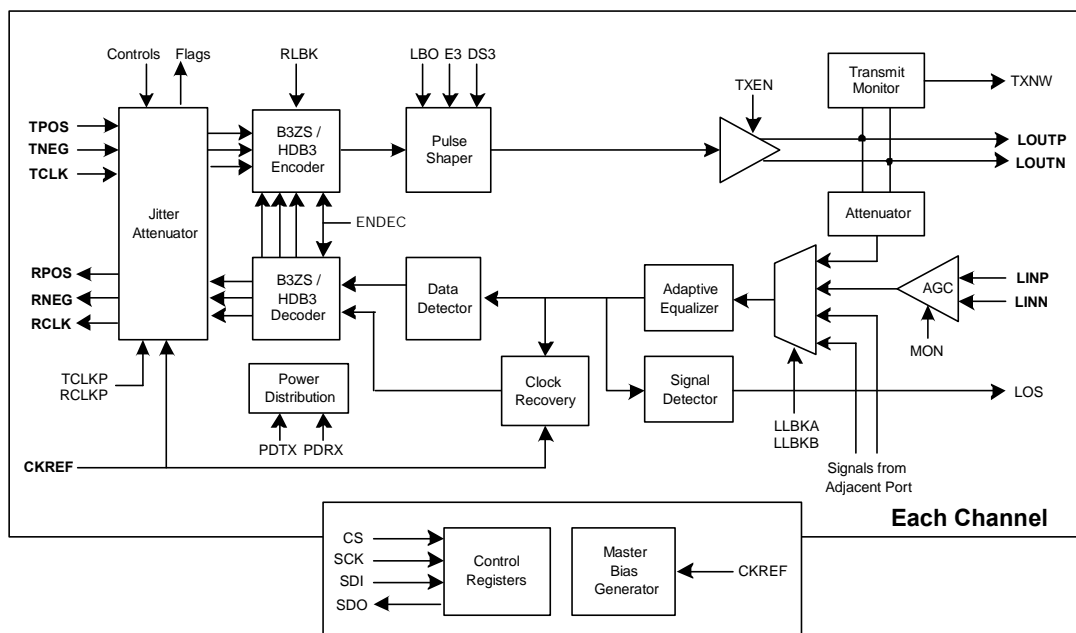 Controls
Flags
RLBK
LBO
E3
DS3
TXEN
Transmit
Monitor
TXNW
TPOS
TNEG
TCLK
B3ZS /
HDB3
Encoder
Pulse
Shaper
LOUTP
LOUTN
Jitter
Attenuator
ENDEC
Attenuator
RPOS
RNEG
RCLK
B3ZS /
HDB3
Decoder
Data
Detector
Adaptive
Equalizer
AGC
LINP
LINN
MON
TCLKP
RCLKP
Power
Distribution
Clock
Recovery
Signal
Detector
LOS
LLBKA
LLBKB
PDTX
PDRX
CKREF
Signals from
Adjacent Port
Each Channel
CS
SCK
SDI
SDO
Control
Registers
Master
Bias
Generator
CKREF